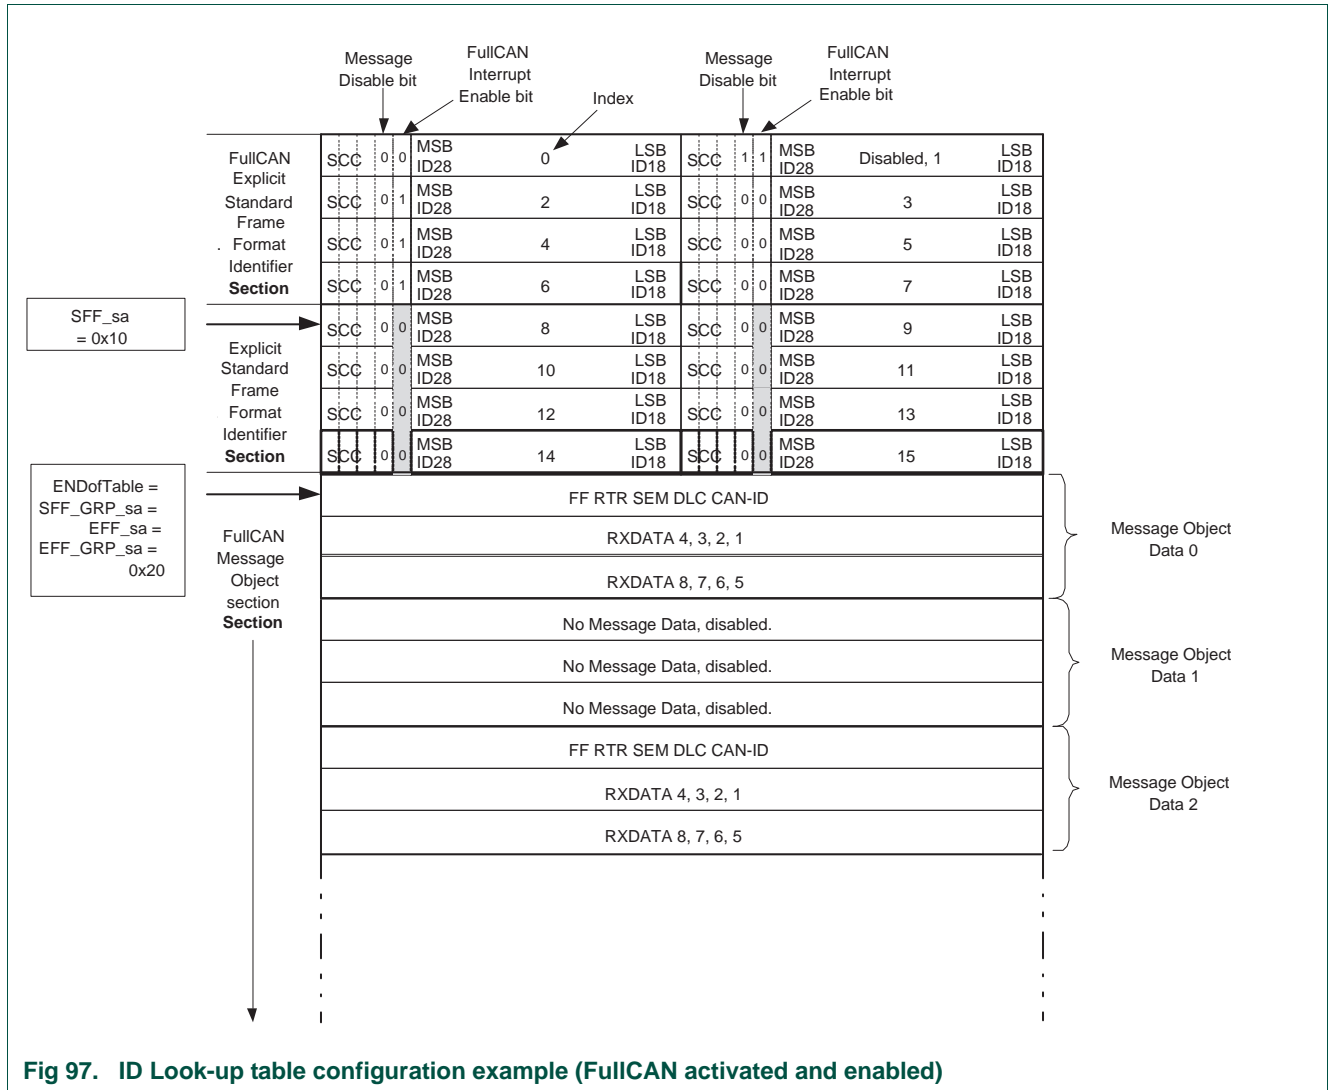 Message
Disable bit
FullCAN
Interrupt
Enable bit
Index
Message
Disable bit
FullCAN
Interrupt
Enable bit
FullCAN
Explicit
Standard
Frame
. Format
Identifier
Section
SCC 0 0 MSB ID28 0 LSB ID18 SCC 1 1 MSB ID28 Disabled, 1 LSB ID18
SCC 0 1 MSB ID28 2 LSB ID18 SCC 0 0 MSB ID28 3 LSB ID18
SCC 0 1 MSB ID28 4 LSB ID18 SCC 0 0 MSB ID28 5 LSB ID18
SCC 0 1 MSB ID28 6 LSB ID18 SCC 0 0 MSB ID28 7 LSB ID18
SFF_sa
= 0x10
Explicit
Standard
Frame
Format
Identifier
Section
SCC 0 0 MSB ID28 8 LSB ID18 SCC 0 0 MSB ID28 9 LSB ID18
SCC 0 0 MSB ID28 10 LSB ID18 SCC 0 0 MSB ID28 11 LSB ID18
SCC 0 0 MSB ID28 12 LSB ID18 SCC 0 0 MSB ID28 13 LSB ID18
SCC 0 0 MSB ID28 14 LSB ID18 SCC 0 0 MSB ID28 15 LSB ID18
ENDofTable =
SFF_GRP_sa =
EFF_sa =
EFF_GRP_sa =
0x20
FullCAN
Message
Object
section
Section
FF RTR SEM DLC CAN-ID
RXDATA 4, 3, 2, 1
RXDATA 8, 7, 6, 5
Message Object
Data 0
No Message Data, disabled.
No Message Data, disabled.
No Message Data, disabled.
Message Object
Data 1
FF RTR SEM DLC CAN-ID
RXDATA 4, 3, 2, 1
RXDATA 8, 7, 6, 5
Message Object
Data 2
Fig 97. ID Look-up table configuration example (FullCAN activated and enabled)